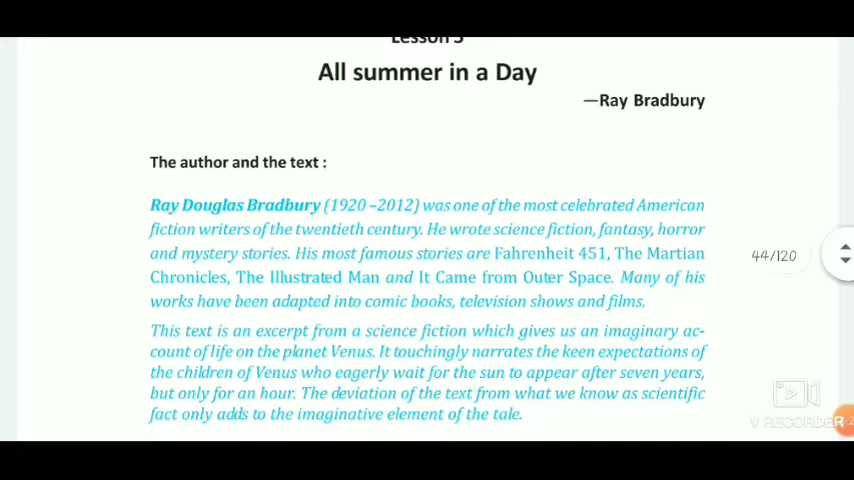 Lesson 5
All summer in a Day
—Ray Bradbury
The author and the text :
Ray Douglas Bradbury (1920 –2012) was one of the most celebrated American
fiction writers of the twentieth century. He wrote science fiction, fantasy, horror
and mystery stories. His most famous stories are Fahrenheit 451, The Martian
Chronicles, The Illustrated Man and It Came from Outer Space. Many of his
works have been adapted into comic books, television shows and films.
44/120
This text is an excerpt from a science fiction which gives us an imaginary ac-
count of life on the planet Venus. It touchingly narrates the keen expectations of
the children of Venus who eagerly wait for the sun to appear after seven years,
but only for an hour. The deviation of the text from what we know as scientific
fact only adds to the imaginative element of the tale.
V RECORDER